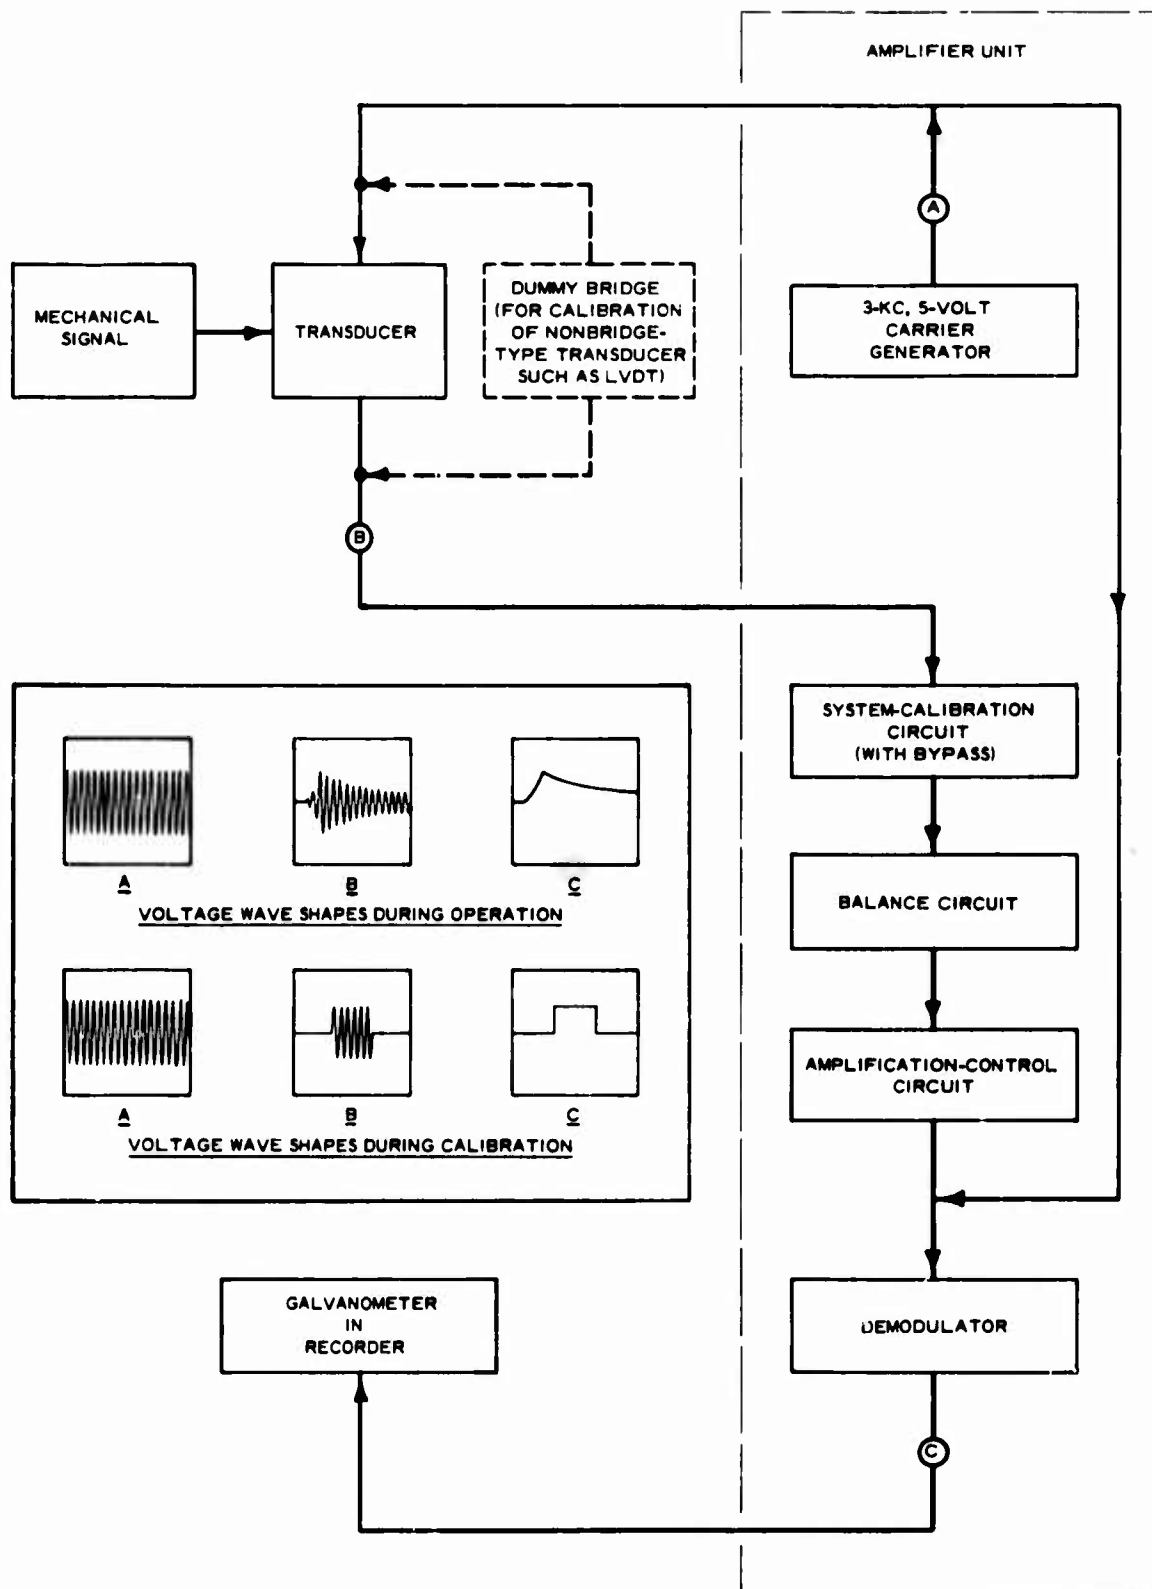 AMPLIFIER UNIT
A
MECHANICAL
SIGNAL
TRANSDUCER
DUMMY BRIDGE
(FOR CALIBRATION
OF NONBRIDGE-
TYPE TRANSDUCER
SUCH AS LVDT)
3-KC, 5-VOLT
CARRIER
GENERATOR
B
SYSTEM-CALIBRATION
CIRCUIT
(WITH BYPASS)
A
B
C
VOLTAGE WAVE SHAPES DURING OPERATION
BALANCE CIRCUIT
A
B
C
VOLTAGE WAVE SHAPES DURING CALIBRATION
AMPLIFICATION-CONTROL
CIRCUIT
GALVANOMETER
IN
RECORDER
DEMODULATOR
C